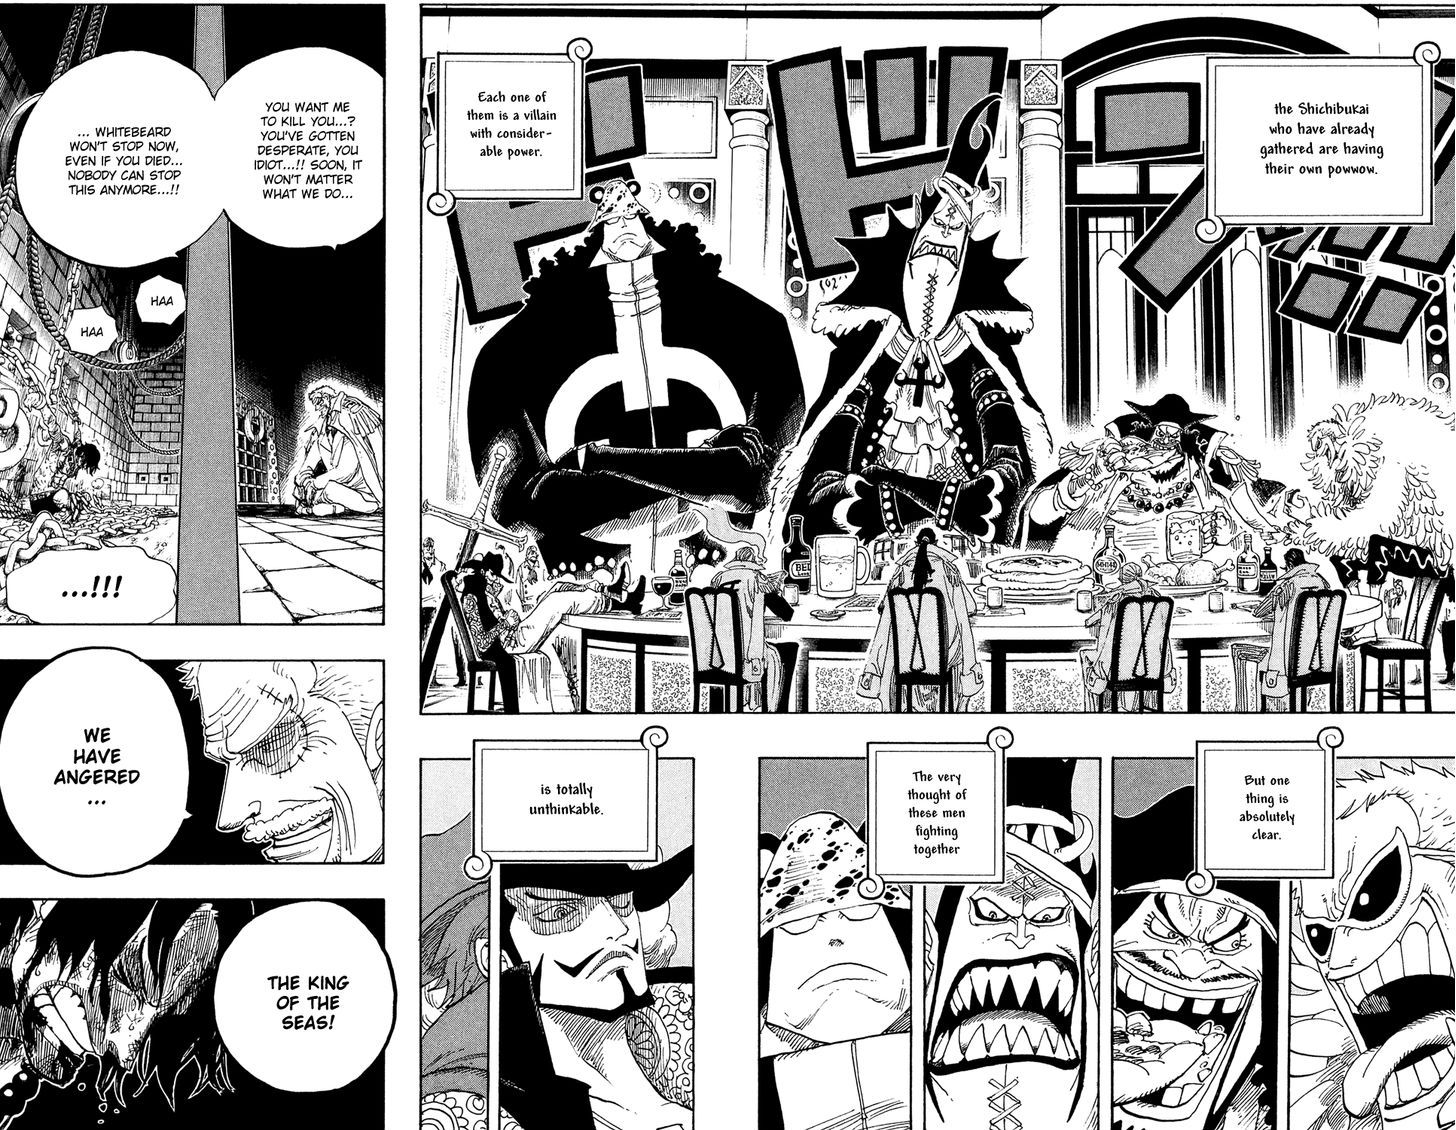 the Shichibukai
who have already
gathered are having
their own powwow.
Each one of
them is a villain
with consider-
able power.
But one
thing is
absolutely
clear.
The very
thought of
these men
fighting
together
is totally
unthinkable.
YOU WANT ME
TO KILL YOU...?
YOU'VE GOTTEN
DESPERATE, YOU
IDIOT...!! SOON, IT
WON'T MATTER
WHAT WE DO...
... WHITEBEARD
WON'T STOP NOW,
EVEN IF YOU DIED...
NOBODY CAN STOP
THIS ANYMORE...!!
HAA
HAA
...!!!
WE
HAVE
ANGERED
...
THE KING
OF THE
SEAS!